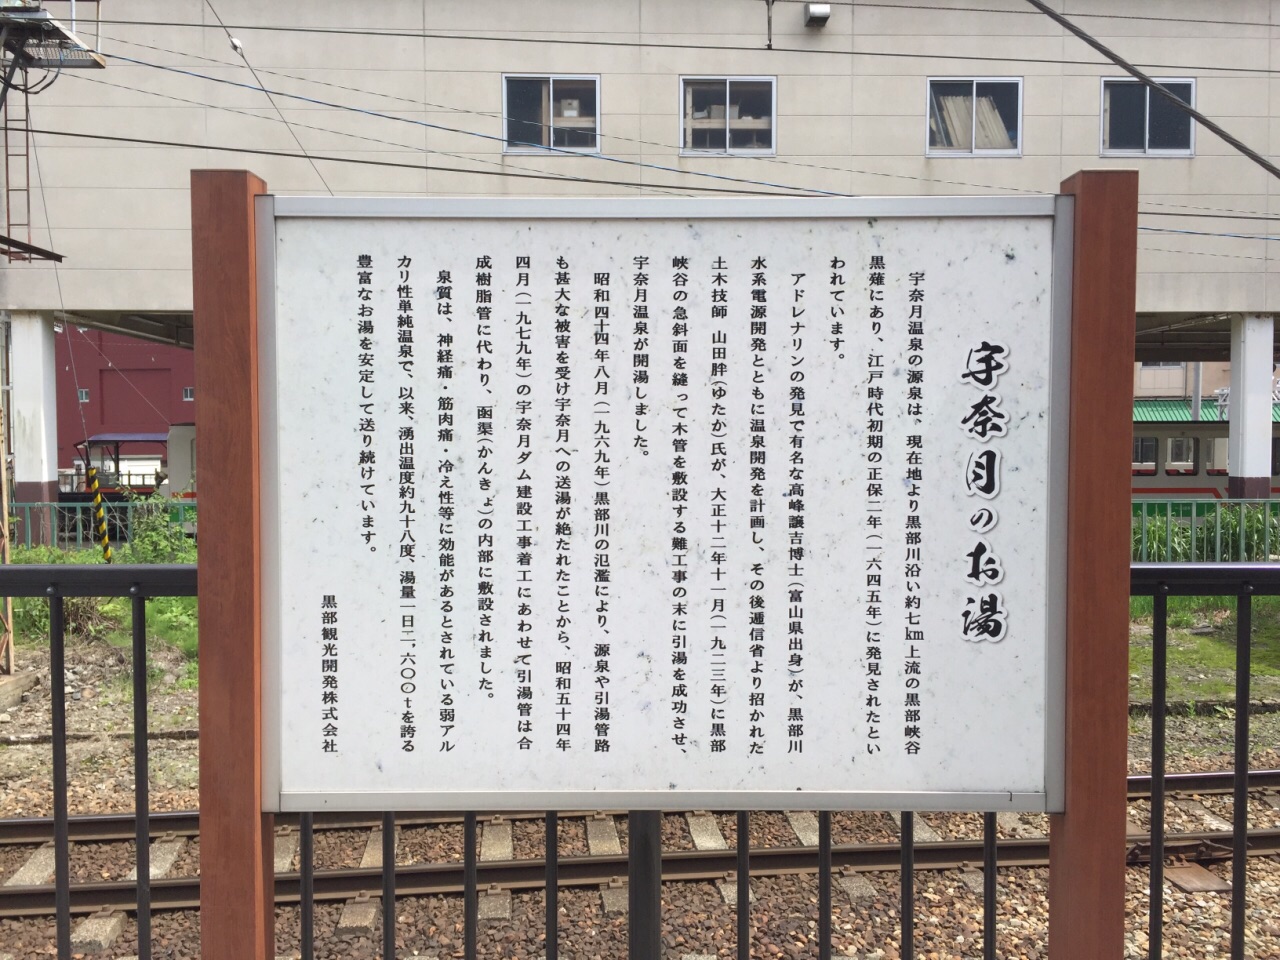 宇奈月のお湯
宇奈月温泉の源泉は、現在地より黒部川沿い約七㎞上流の黒部峡谷
黒薙にあり、江戸時代初期の正保二年(一六四五年)に発見されたとい
われています。
アドレナリンの発見で有名な高峰譲吉博士(富山県出身)が、黒部川
水系電源開発とともに温泉開発を計画し、その後逓信省より招かれた
土木技師 山田胖(ゆたか)氏が、大正十二年十一月(一九二三年)に黒部
峡谷の急斜面を縫って木管を敷設する難工事の末に引湯を成功させ、
宇奈月温泉が開湯しました。
昭和四十四年八月(一九六九年)黒部川の氾濫により、源泉や引湯管路
も甚大な被害を受け宇奈月への送湯が絶たれたことから、昭和五十四年
四月(一九七九年)の宇奈月ダム建設工事着工にあわせて引湯管は合
成樹脂管に代わり、函渠(かんきょ)の内部に敷設されました。
泉質は、神経痛・筋肉痛・冷え性等に効能があるとされている弱アル
カリ性単純温泉で、以来、湧出温度約九十八度、湯量一日二,六〇〇tを誇る
豊富なお湯を安定して送り続けています。
黒部観光開発株式会社